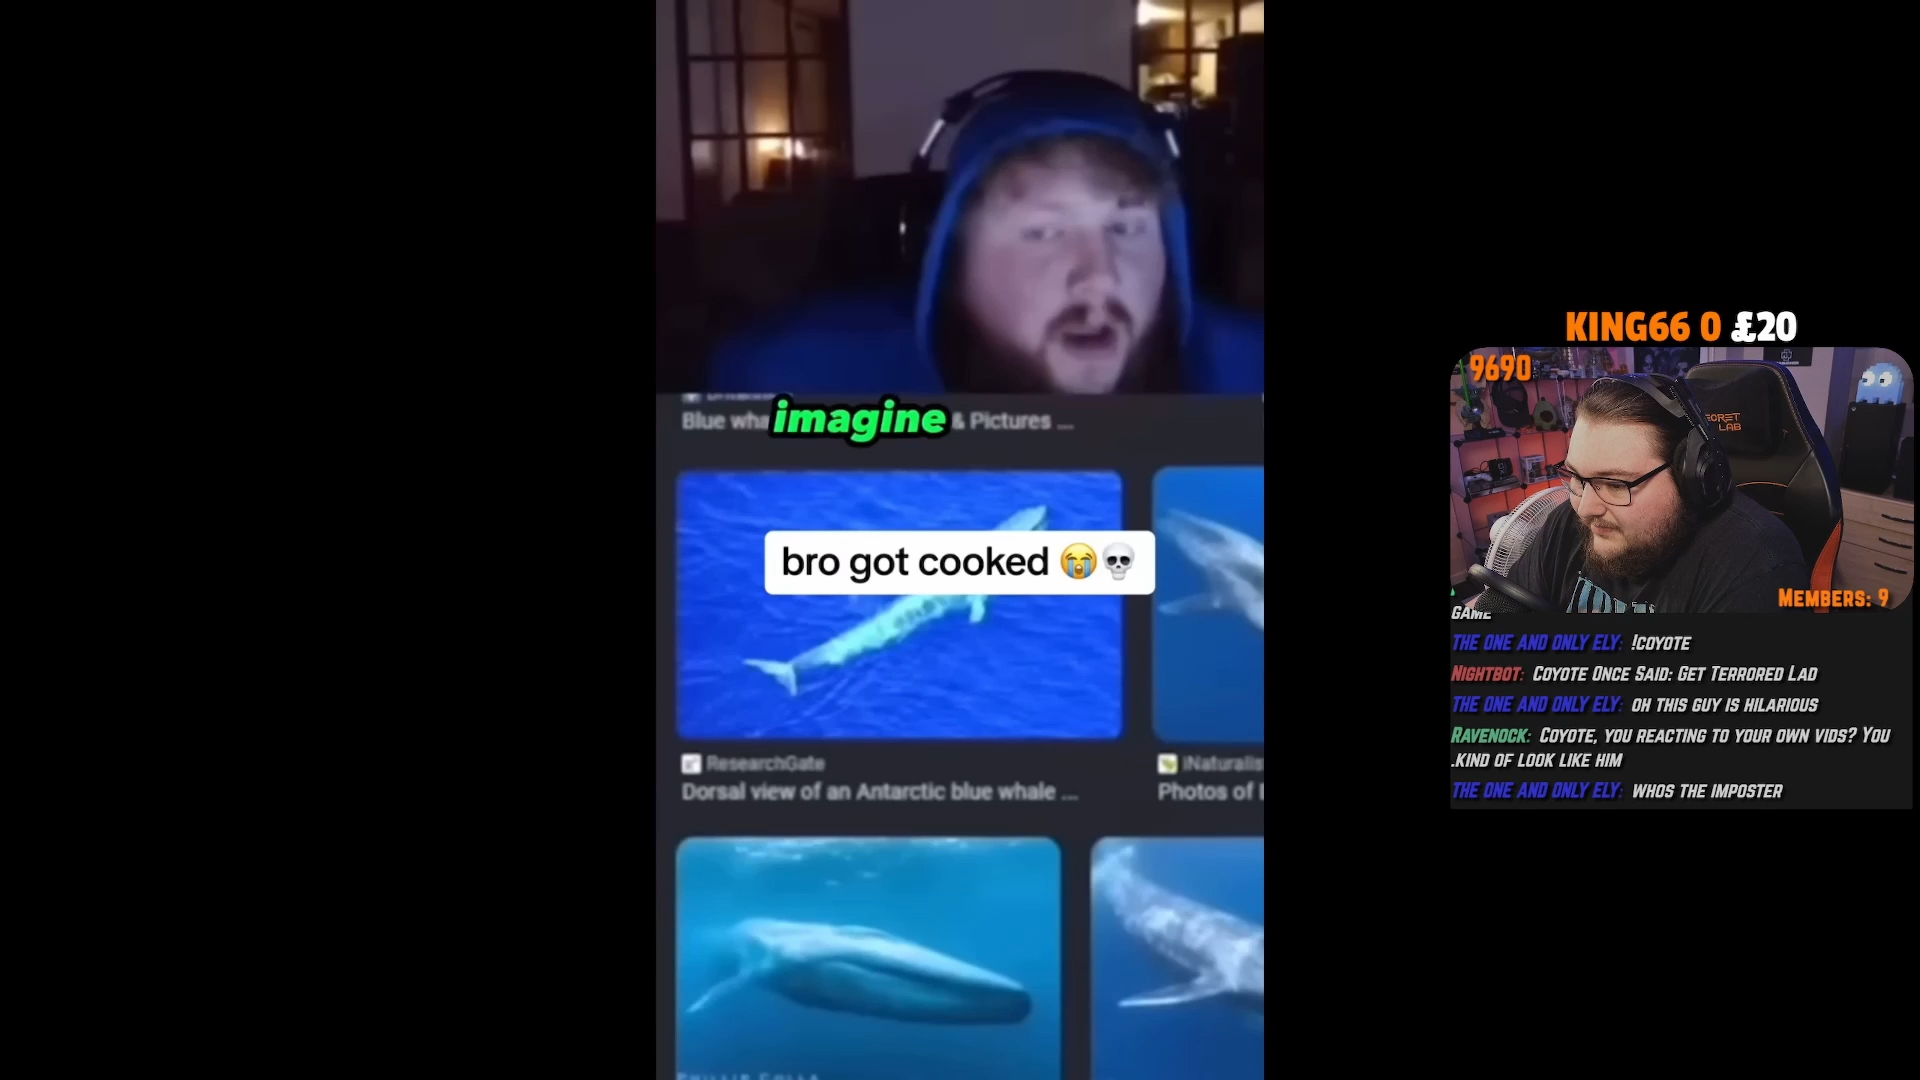 imagine
Blue wha & Pictures ...
bro got cooked 😭💀
ResearchGate
iNaturalis
Dorsal view of an Antarctic blue whale ...
Photos of
KING66 0 £20
9690
SECRET
LAB
MEMBERS: 9
GAME
THE ONE AND ONLY ELY: !COYOTE
NIGHTBOT: COYOTE ONCE SAID: GET TERRORED LAD
THE ONE AND ONLY ELY: OH THIS GUY IS HILARIOUS
RAVENOCK: COYOTE, YOU REACTING TO YOUR OWN VIDS? YOU
.KIND OF LOOK LIKE HIM
THE ONE AND ONLY ELY: WHOS THE IMPOSTER